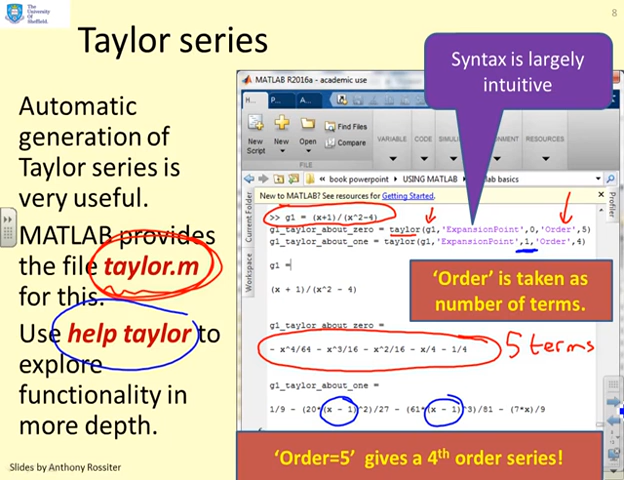 The
University
Of
Sheffield.
8
Taylor series
Automatic
generation of
Taylor series is
very useful.
MATLAB provides
the file taylor.m
for this.
Use help taylor to
explore
functionality in
more depth.
Slides by Anthony Rossiter
Syntax is largely
intuitive
MATLAB R2016a - academic use
H... P... A...
New
Script
New
Open
Find Files
Compare
FILE
VARIABLE
CODE
RESOURCES
book powerpoint USING MATLAB
New to MATLAB? See resources for Getting Started.
Current Folder
Workspace
Profiler
>> g1 = (x+1)/(x^2-4)
g1_taylor_about_zero = taylor(g1,'ExpansionPoint',0,'Order',5)
g1_taylor_about_one = taylor(g1,'ExpansionPoint',1,'Order',4)
g1 =
(x + 1)/(x^2 - 4)
g1_taylor_about_zero =
- x^4/64 - x^3/16 - x^2/16 - x/4 - 1/4
5 terms
g1_taylor_about_one =
1/9 - (20*(x - 1)^2)/27 - (61*(x - 1)^3)/81 - (7*x)/9
'Order' is taken as
number of terms.
'Order=5' gives a 4th order series!